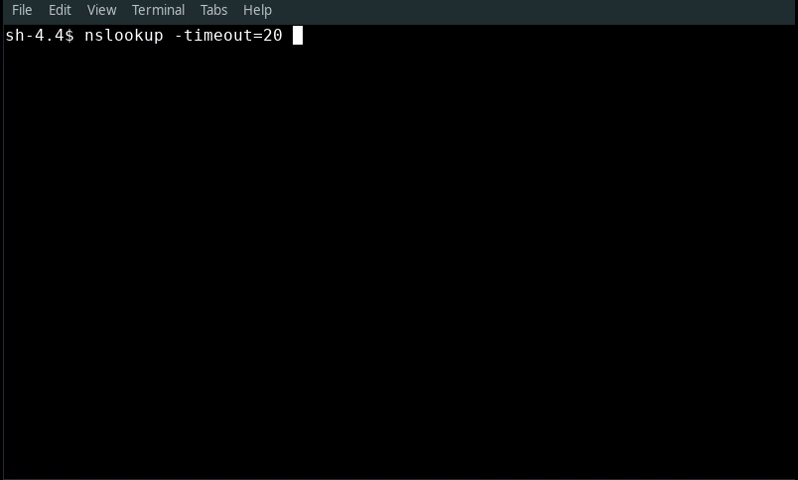 File Edit View Terminal Tabs Help
sh-4.4$ nslookup -timeout=20